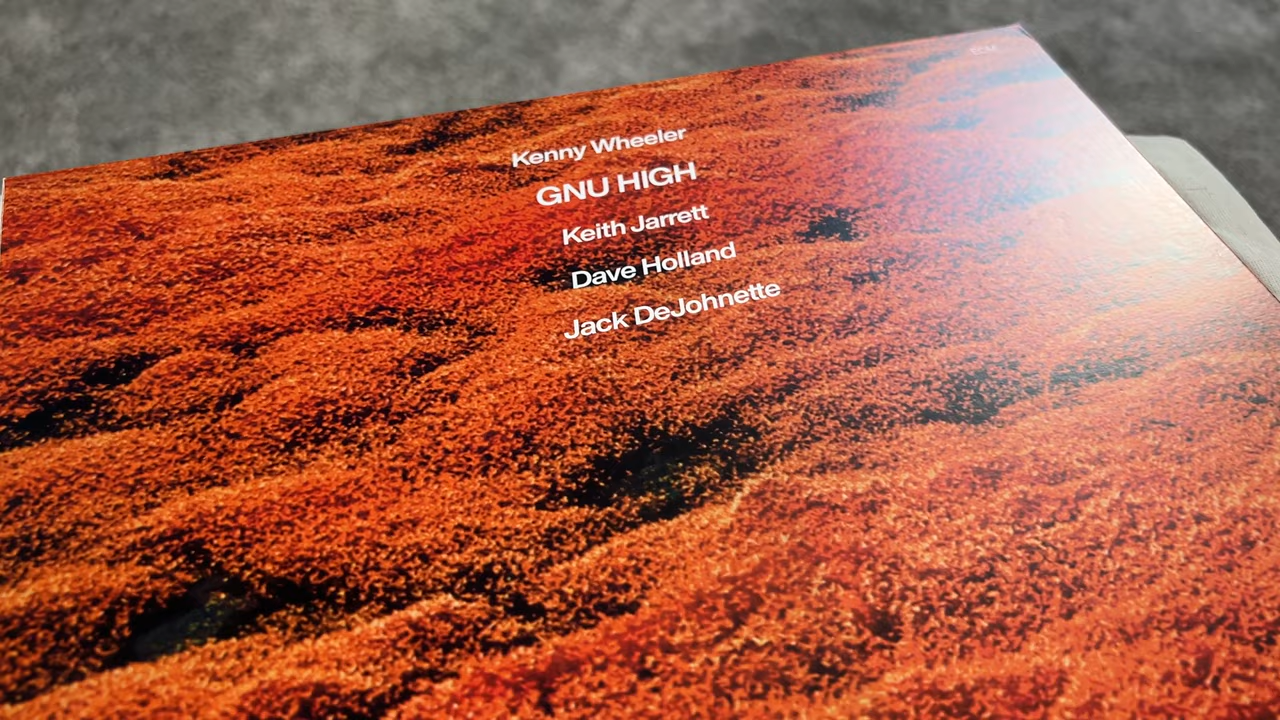 Kenny Wheeler
GNU HIGH
Keith Jarrett
Dave Holland
Jack DeJohnette